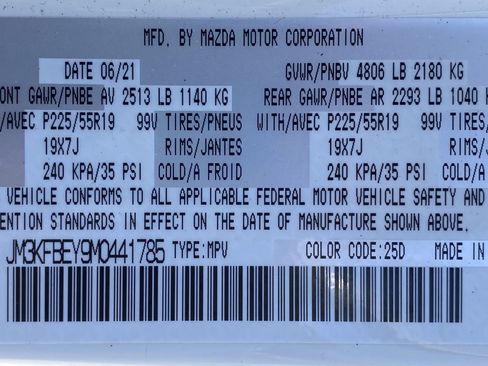 MFD. BY MAZDA MOTOR CORPORATION
DATE 06/21 GVWR/PNBV 4806 LB 2180 KG
ONT GAWR/PNBE AV 2513 LB 1140 KG REAR GAWR/PNBE AR 2293 LB 1040 K
/AVEC P225/55R19 99V TIRES/PNEUS WITH/AVEC P225/55R19 99V TIRES/
19X7J RIMS/JANTES 19X7J RIMS/J
240 KPA/35 PSI COLD/A FROID 240 KPA/35 PSI COLD/A
VEHICLE CONFORMS TO ALL APPLICABLE FEDERAL MOTOR VEHICLE SAFETY AND
ENTION STANDARDS IN EFFECT ON THE DATE OF MANUFACTURE SHOWN ABOVE.
JM3KFBEY9M0441785 TYPE:MPV COLOR CODE:25D MADE IN